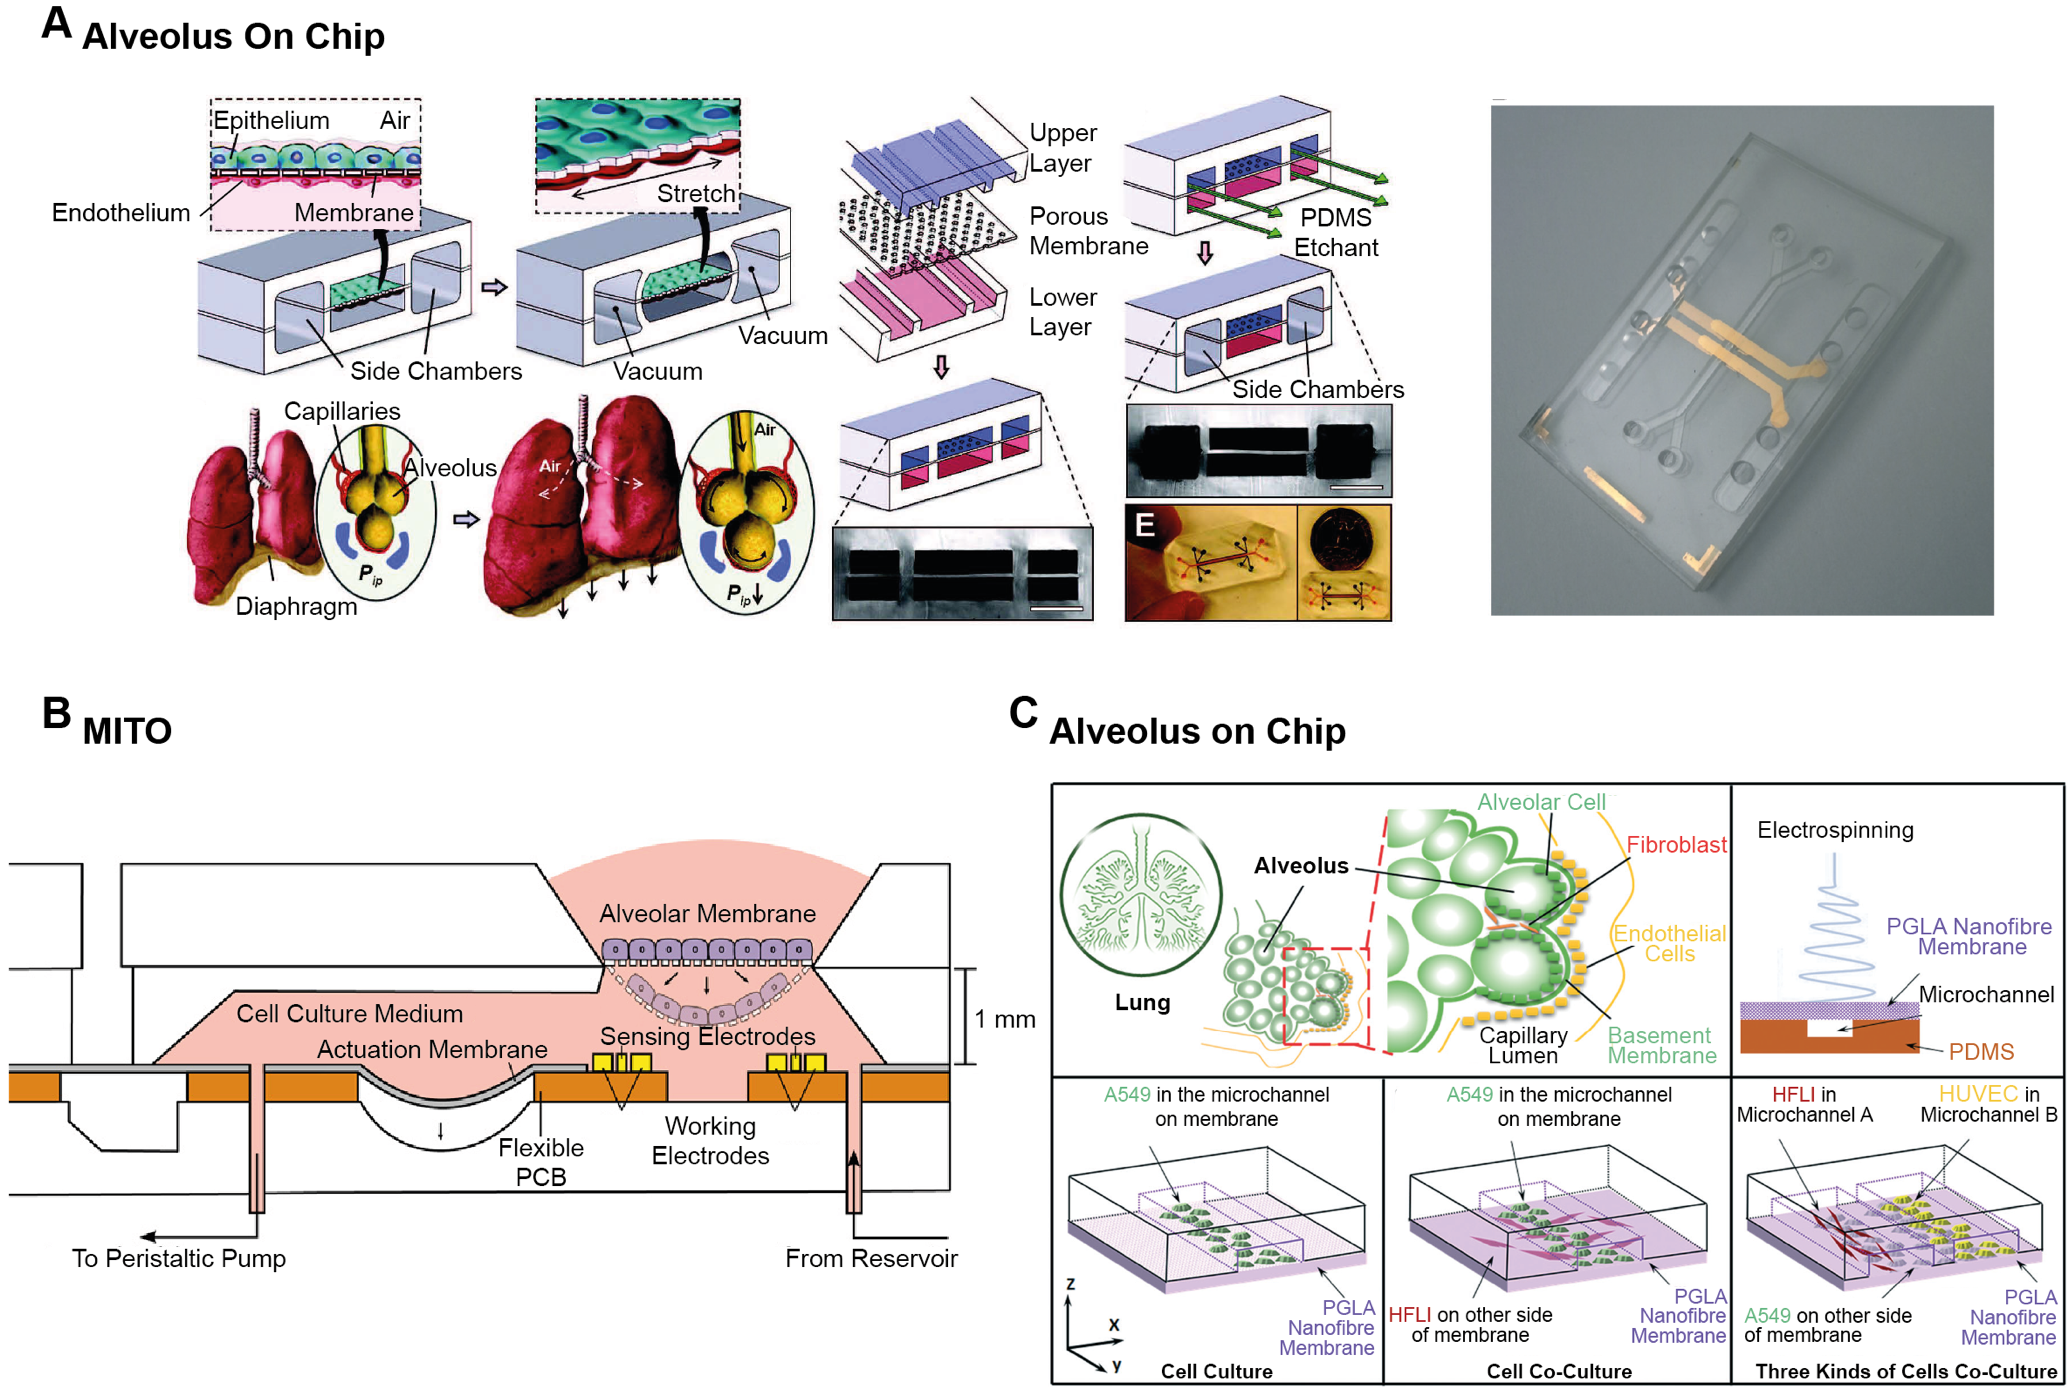 A Alveolus On Chip
Epithelium
Air
Endothelium
Membrane
Stretch
Side Chambers
Vacuum
Vacuum
Upper
Layer
Porous
Membrane
Lower
Layer
PDMS
Etchant
Side Chambers
Capillaries
Alveolus
Pip
Diaphragm
Air
Air
Pip
E
B MITO
Alveolar Membrane
Cell Culture Medium
Sensing Electrodes
Actuation Membrane
1 mm
Flexible
PCB
Working
Electrodes
To Peristaltic Pump
From Reservoir
C Alveolus on Chip
Lung
Alveolus
Alveolar Cell
Fibroblast
Endothelial
Cells
Capillary
Lumen
Basement
Membrane
Electrospinning
PGLA Nanofibre
Membrane
Microchannel
PDMS
A549 in the microchannel
on membrane
PGLA
Nanofibre
Membrane
z
x
y
Cell Culture
A549 in the microchannel
on membrane
HFLI on other side
of membrane
PGLA
Nanofibre
Membrane
Cell Co-Culture
HFLI in
Microchannel A
HUVEC in
Microchannel B
A549 on other side
of membrane
PGLA
Nanofibre
Membrane
Three Kinds of Cells Co-Culture